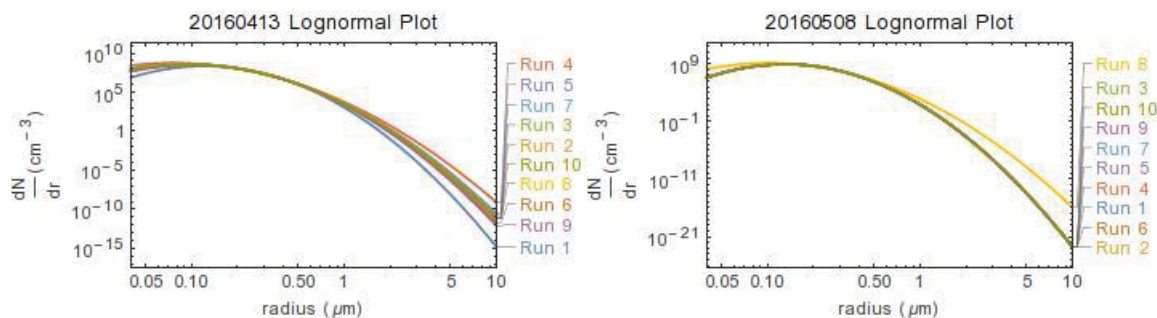 20160413 Lognormal Plot
10^10
10^5
1
10^-5
10^-10
10^-15
dN/dr (cm^-3)
0.05 0.10 0.50 1 5 10
radius (µm)
Run 4
Run 5
Run 7
Run 3
Run 2
Run 10
Run 8
Run 6
Run 9
Run 1
20160508 Lognormal Plot
10^9
10^-1
10^-11
10^-21
dN/dr (cm^-3)
0.05 0.10 0.50 1 5 10
radius (µm)
Run 8
Run 3
Run 10
Run 9
Run 7
Run 5
Run 4
Run 1
Run 6
Run 2